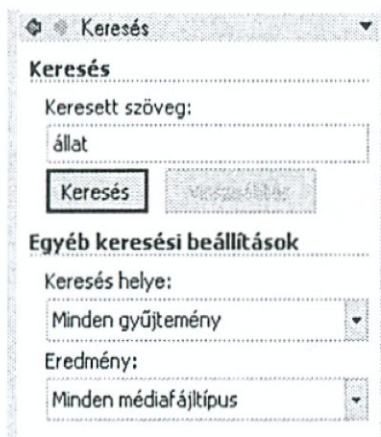 Keresés
Keresés
Keresett szöveg:
állat
Keresés
Egyéb keresési beállítások
Keresés helye:
Minden gyűjtemény
Eredmény:
Minden médiafájltípus